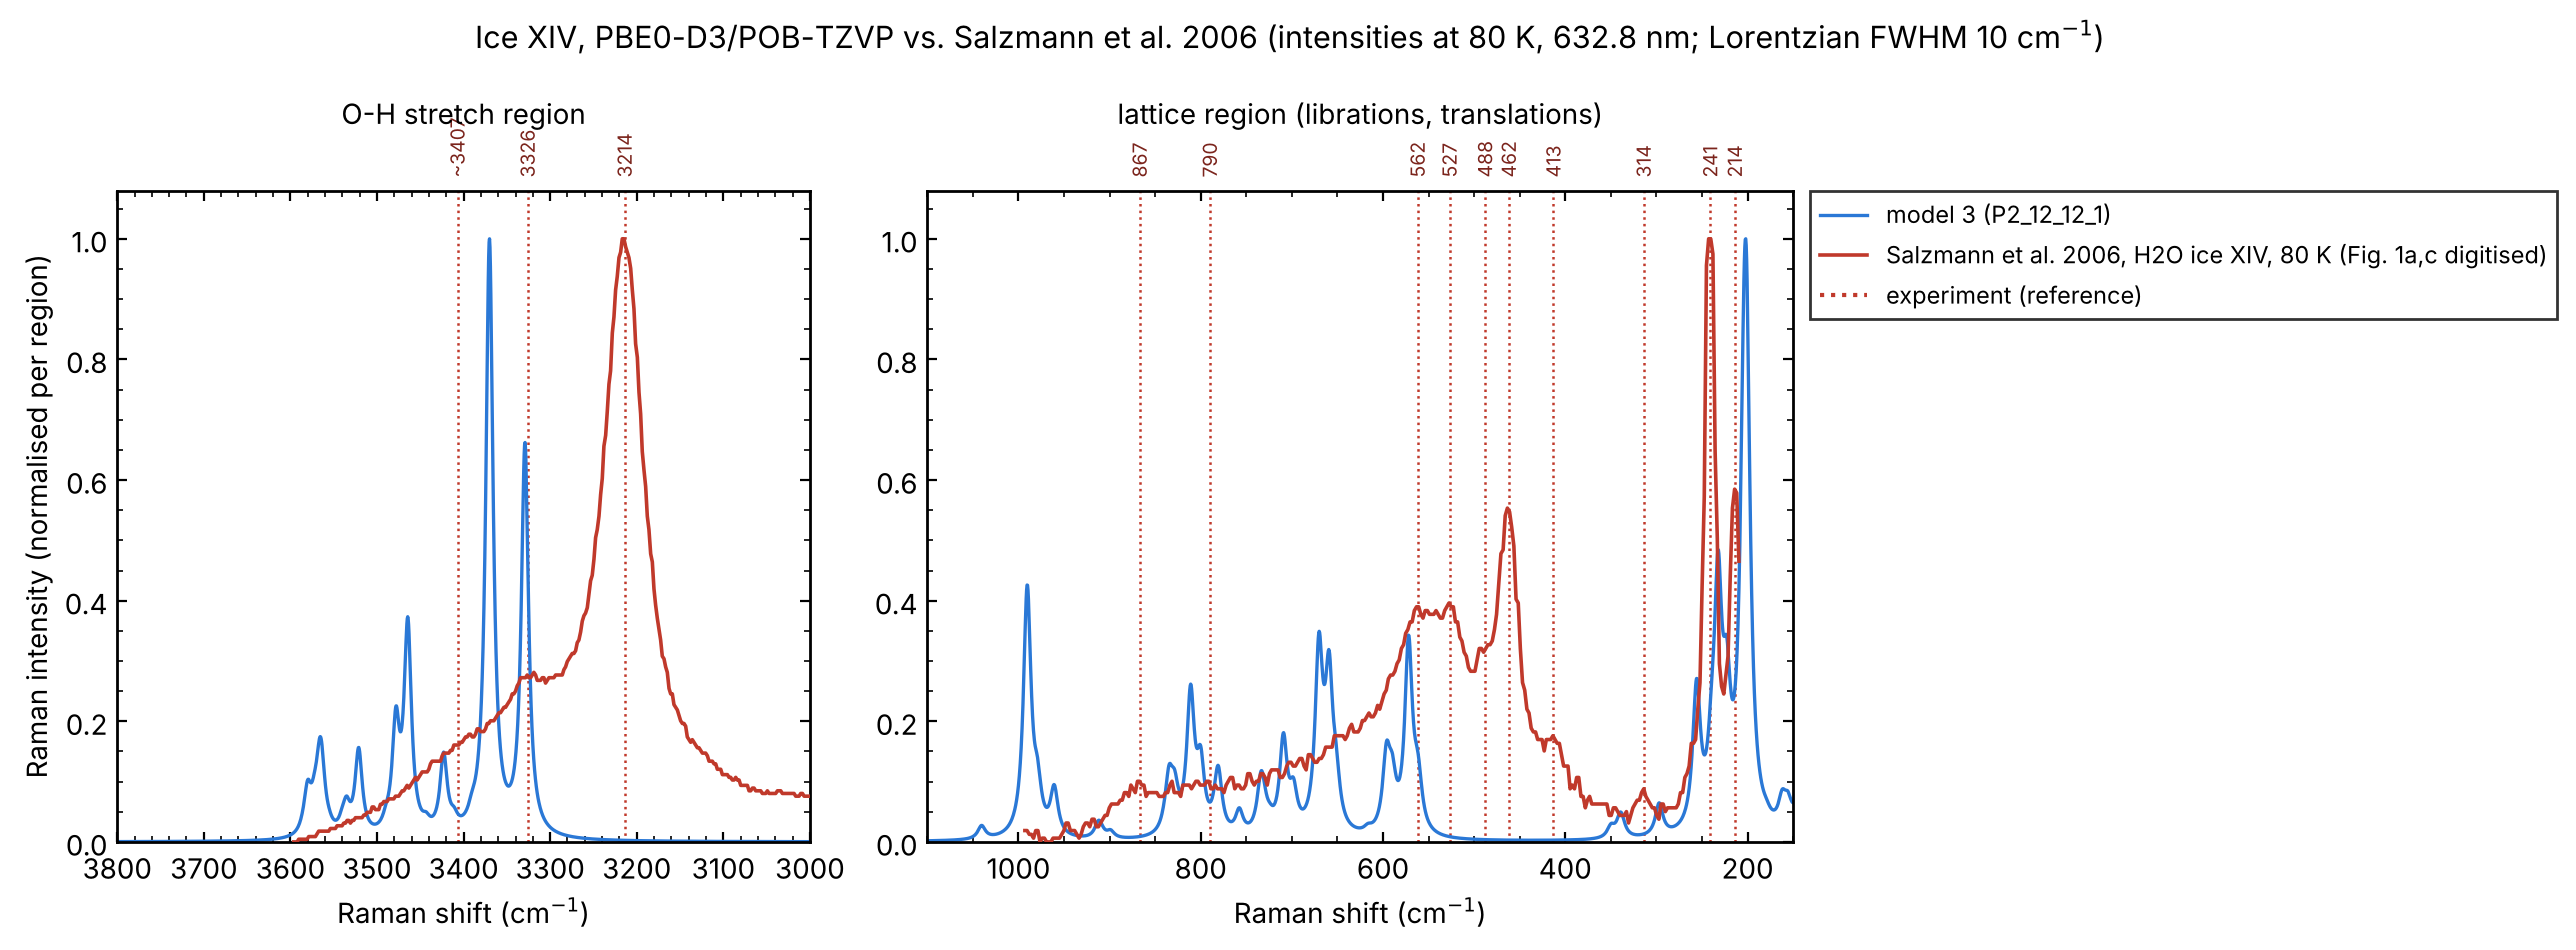 Ice XIV, PBE0-D3/POB-TZVP vs. Salzmann et al. 2006 (intensities at 80 K, 632.8 nm; Lorentzian FWHM 10 cm⁻¹)
O-H stretch region
~3407 3326 3214
Raman intensity (normalised per region)
1.0
0.8
0.6
0.4
0.2
0.0
3800 3700 3600 3500 3400 3300 3200 3100 3000
Raman shift (cm⁻¹)
lattice region (librations, translations)
867 790 562 527 488 462 413 314 241 214
1.0
0.8
0.6
0.4
0.2
0.0
1000 800 600 400 200
Raman shift (cm⁻¹)
model 3 (P2_12_12_1)
Salzmann et al. 2006, H2O ice XIV, 80 K (Fig. 1a,c digitised)
experiment (reference)